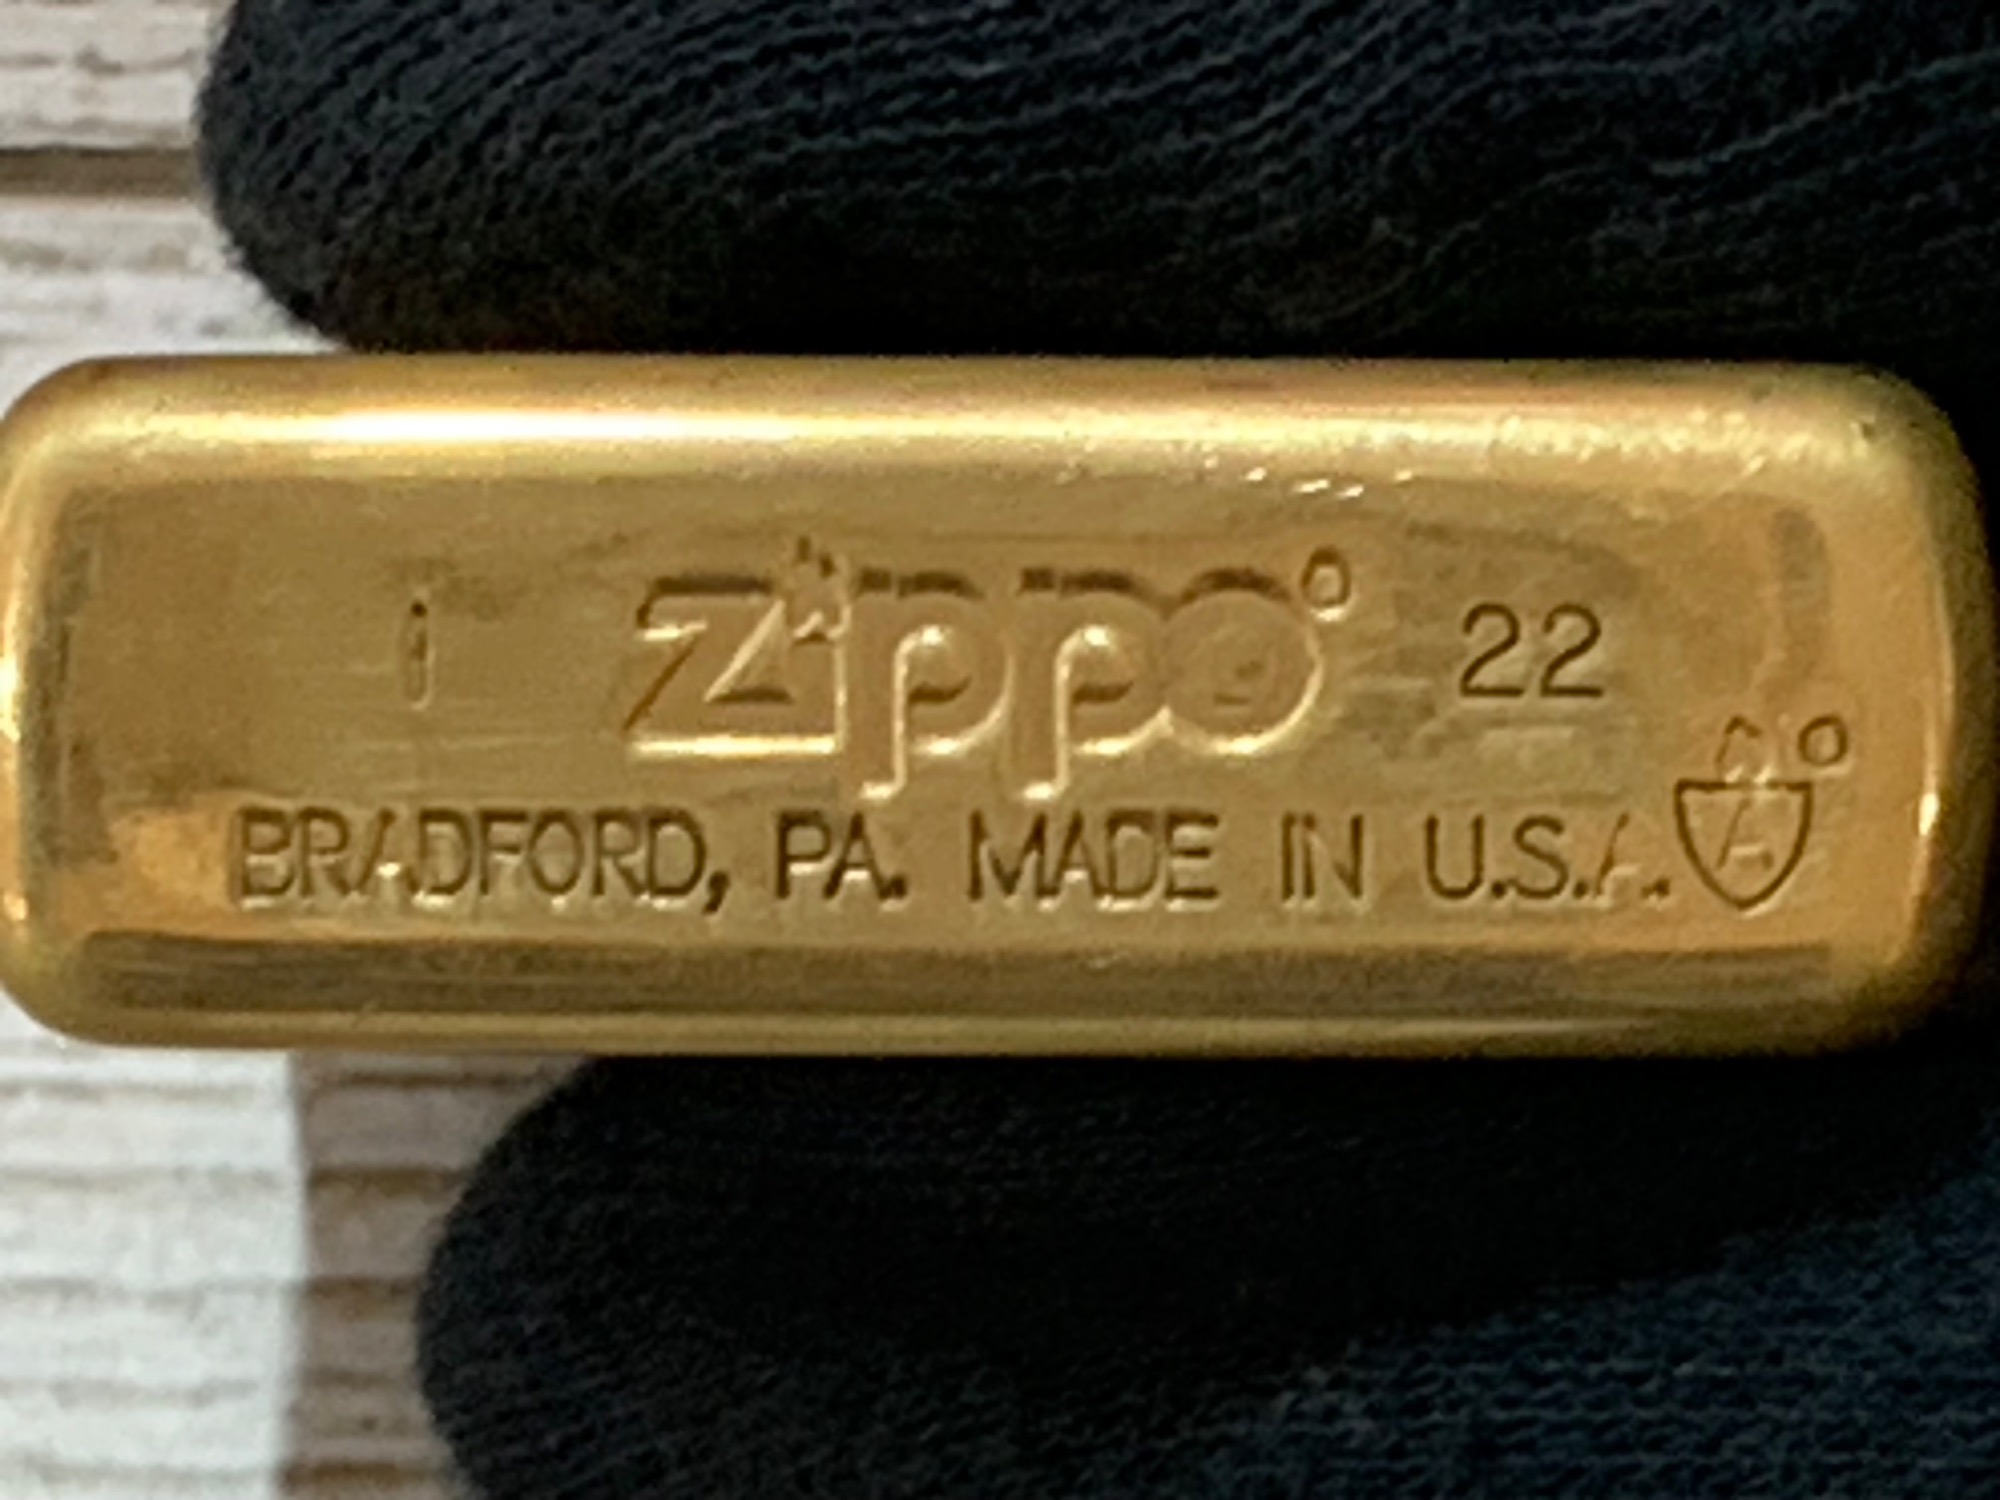 I Zippo 22
BRADFORD, PA. MADE IN U.S.A. A